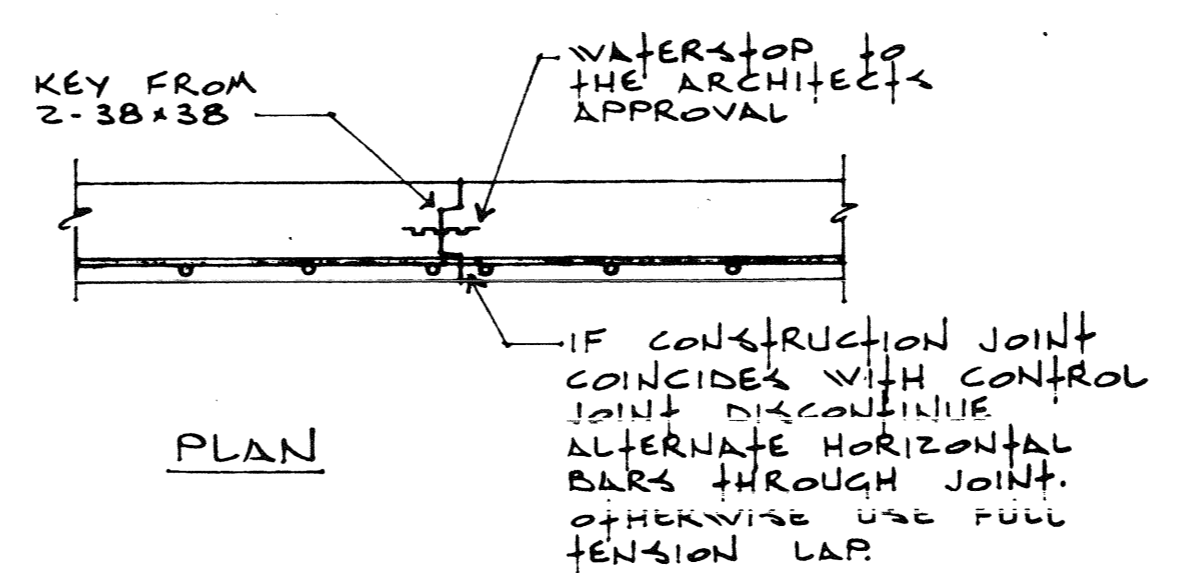 WATERSTOP TO
THE ARCHITECTS
APPROVAL
KEY FROM
2-38x38
IF CONSTRUCTION JOINT
COINCIDES WITH CONTROL
JOINT DISCONTINUE
ALTERNATE HORIZONTAL
BARS THROUGH JOINT.
OTHERWISE USE FULL
TENSION LAP.
PLAN